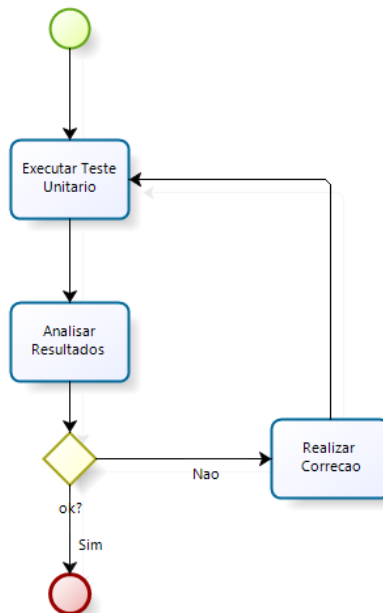 Executar Teste
Unitario
Analisar
Resultados
Realizar
Correcao
Nao
ok?
Sim